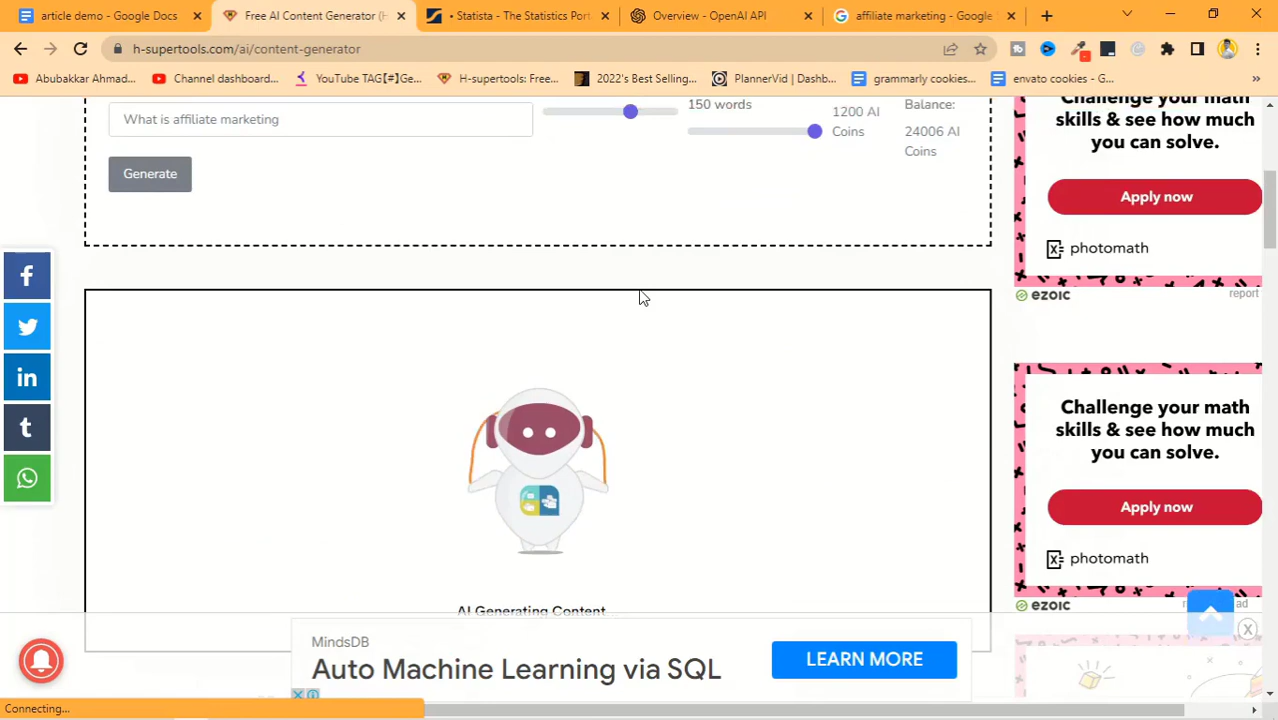 article demo - Google Docs
Free AI Content Generator (H
• Statista - The Statistics Port
Overview - OpenAI API
affiliate marketing - Google
h-supertools.com/ai/content-generator
Abubakkar Ahmad...
Channel dashboard...
YouTube TAG【#】Ge...
H-supertools: Free...
2022's Best Selling...
PlannerVid | Dashb...
grammarly cookies...
envato cookies - G...
»
What is affiliate marketing
150 words
1200 AI
Coins
Balance:
24006 AI
Coins
Generate
AI Generating Content
Challenge your math
skills & see how much
you can solve.
Apply now
photomath
ezoic
report
Challenge your math
skills & see how much
you can solve.
Apply now
photomath
ezoic
ad
MindsDB
Auto Machine Learning via SQL
LEARN MORE
Connecting...